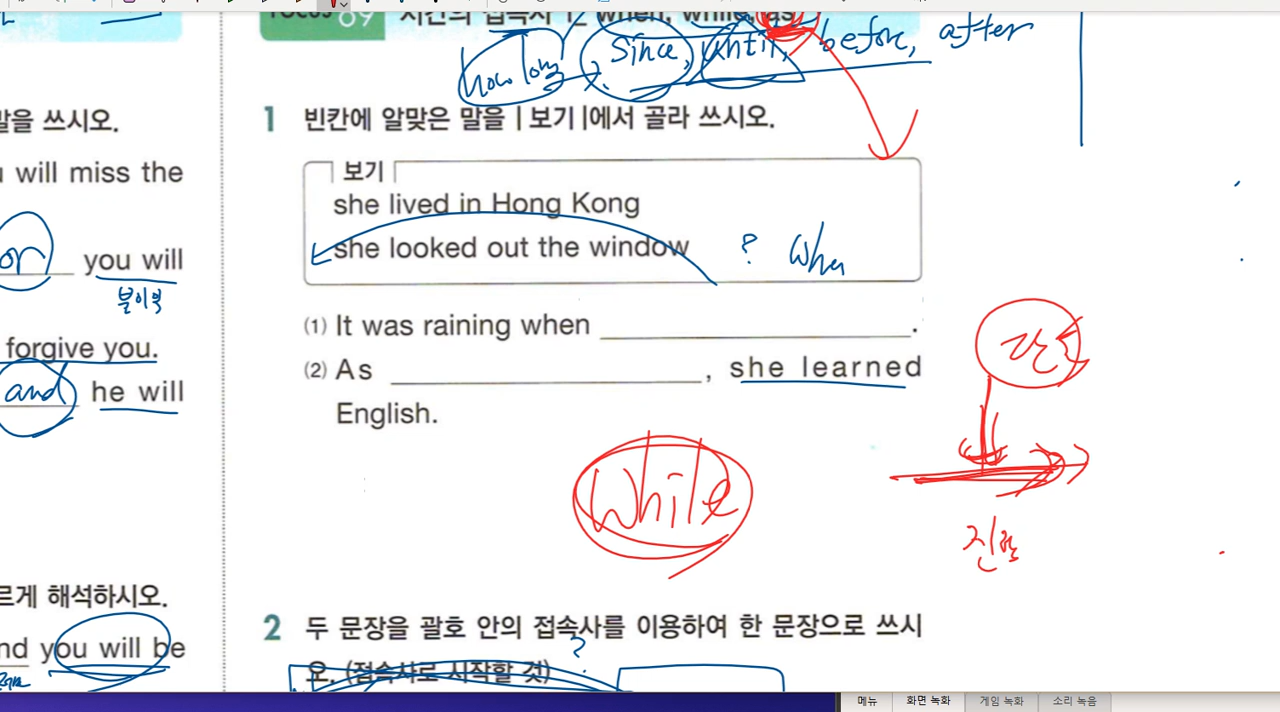 09 시간의 접속사 1: when, while, as
how long, Since, until, before, after
말을 쓰시오.
will miss the
or you will
forgive you.
and he will
르게 해석하시오.
you will be
1 빈칸에 알맞은 말을 |보기|에서 골라 쓰시오.
보기
she lived in Hong Kong
she looked out the window ? When
(1) It was raining when ____________.
(2) As ____________, she learned
English.
While
진행
2 두 문장을 괄호 안의 접속사를 이용하여 한 문장으로 쓰시
?
오. (접속사로 시작할 것)
메뉴 화면 녹화 게임 녹화 소리 녹음